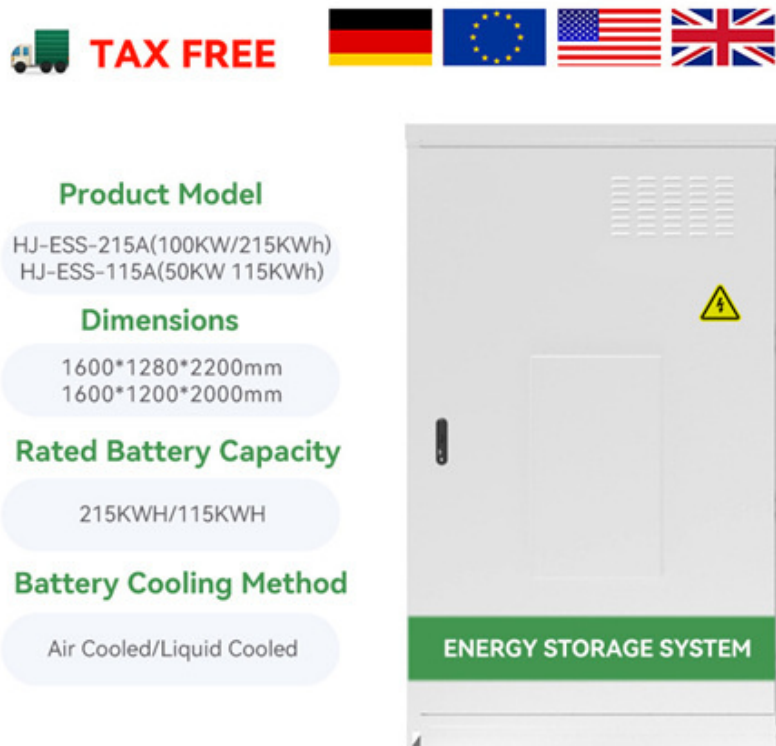 TAX FREE
Product Model
HJ-ESS-215A(100KW/215KWh)
HJ-ESS-115A(50KW 115KWh)
Dimensions
1600*1280*2200mm
1600*1200*2000mm
Rated Battery Capacity
215KWH/115KWH
Battery Cooling Method
Air Cooled/Liquid Cooled
ENERGY STORAGE SYSTEM